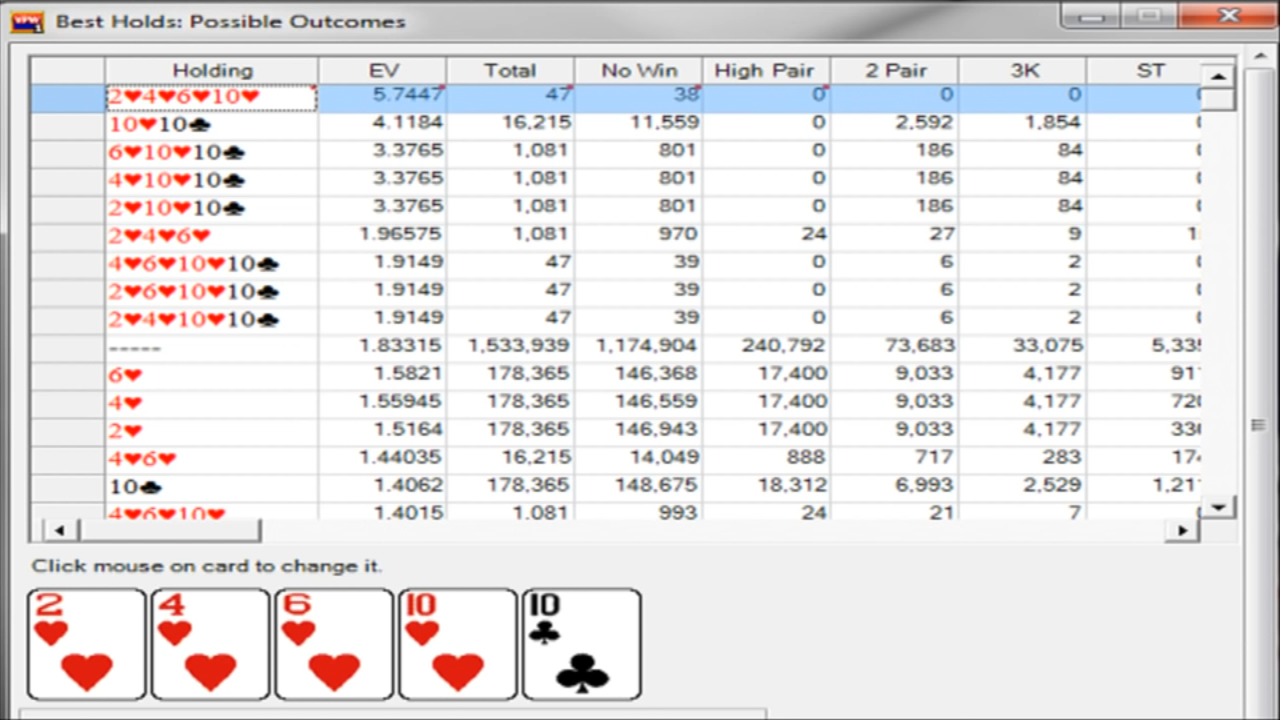 Best Holds: Possible Outcomes
Holding EV Total No Win High Pair 2 Pair 3K ST
2♥4♥6♥10♥ 5.7447 47 38 0 0 0
10♥10♣ 4.1184 16,215 11,559 0 2,592 1,854
6♥10♥10♣ 3.3765 1,081 801 0 186 84
4♥10♥10♣ 3.3765 1,081 801 0 186 84
2♥10♥10♣ 3.3765 1,081 801 0 186 84
2♥4♥6♥ 1.96575 1,081 970 24 27 9
4♥6♥10♥10♣ 1.9149 47 39 0 6 2
2♥6♥10♥10♣ 1.9149 47 39 0 6 2
2♥4♥10♥10♣ 1.9149 47 39 0 6 2
----- 1.83315 1,533,939 1,174,904 240,792 73,683 33,075
6♥ 1.5821 178,365 146,368 17,400 9,033 4,177
4♥ 1.55945 178,365 146,559 17,400 9,033 4,177
2♥ 1.5164 178,365 146,943 17,400 9,033 4,177
4♥6♥ 1.44035 16,215 14,049 888 717 283
10♣ 1.4062 178,365 148,675 18,312 6,993 2,529
4♥6♥10♥ 1.4015 1,081 993 24 21 7
Click mouse on card to change it.
2 4 6 10 10